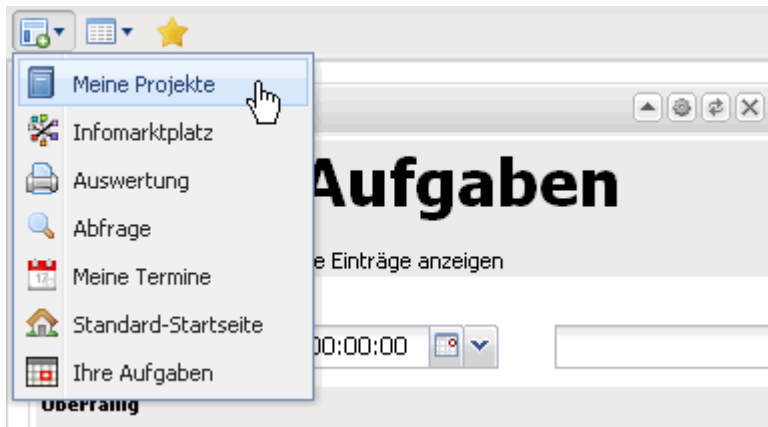 Meine Projekte
Infomarktplatz
Aufgaben
Auswertung
Abfrage
e Einträge anzeigen
Meine Termine
Standard-Startseite
00:00:00
Ihre Aufgaben
Überfällig